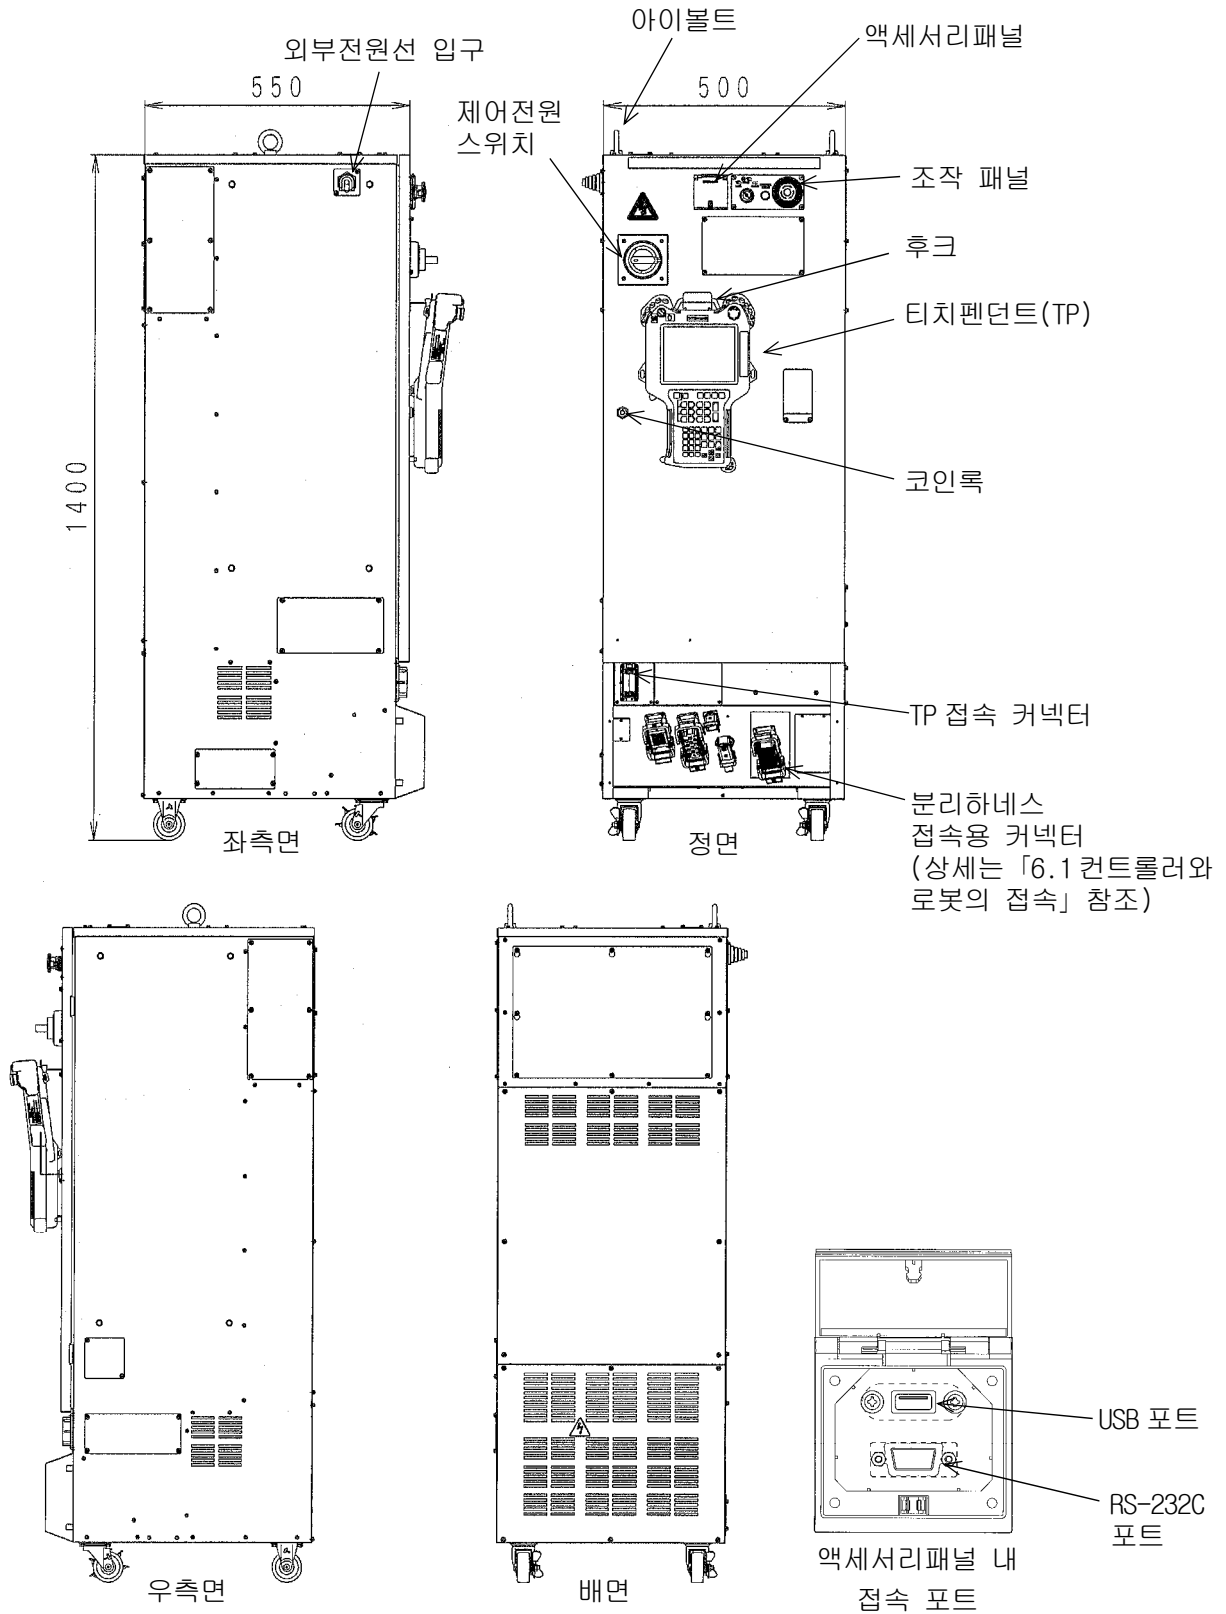 아이볼트
액세서리패널
외부전원선 입구
550
500
제어전원
스위치
조작 패널
후크
티치펜던트(TP)
1400
코인록
TP 접속 커넥터
분리하네스
접속용 커넥터
(상세는 「6.1 컨트롤러와
로봇의 접속」 참조)
좌측면
정면
USB 포트
RS-232C
포트
액세서리패널 내
접속 포트
우측면
배면